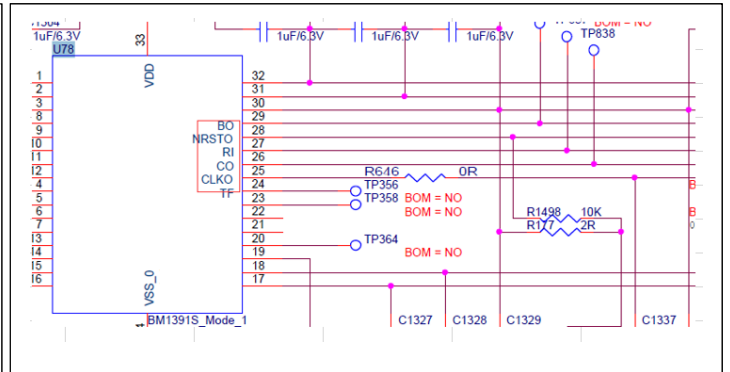 1uF/6.3V
1uF/6.3V
1uF/6.3V
1uF/6.3V
BOM = NO
TP838
U78
33
VDD
1
2
3
8
9
10
11
12
4
5
6
7
13
14
15
16
32
31
30
29
28
27
26
25
24
23
22
21
20
19
18
17
BO
NRSTO
RI
CO
CLKO
TF
R646
0R
TP356
TP358
BOM = NO
BOM = NO
TP364
BOM = NO
R1498
10K
R177
2R
VSS_0
BM1391S_Mode_1
C1327
C1328
C1329
C1337